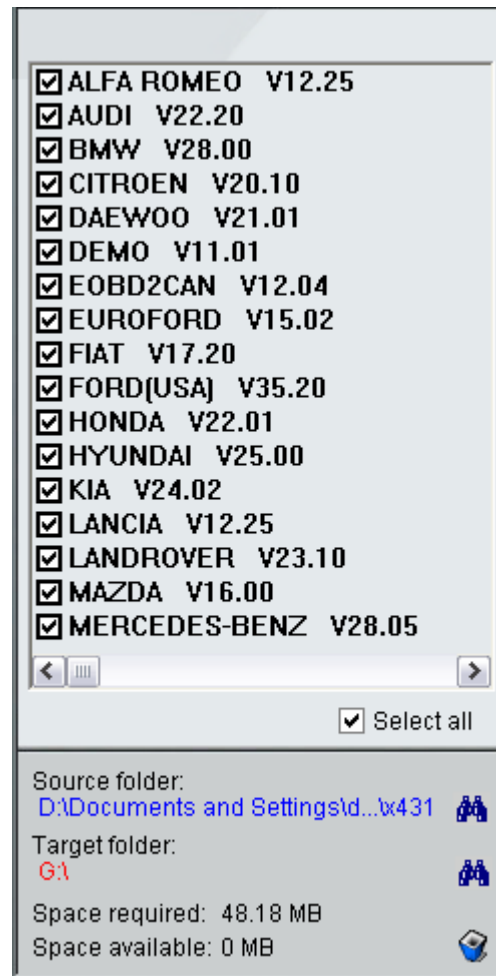 ALFA ROMEO V12.25
AUDI V22.20
BMW V28.00
CITROEN V20.10
DAEWOO V21.01
DEMO V11.01
EOBD2CAN V12.04
EUROFORD V15.02
FIAT V17.20
FORD(USA) V35.20
HONDA V22.01
HYUNDAI V25.00
KIA V24.02
LANCIA V12.25
LANDROVER V23.10
MAZDA V16.00
MERCEDES-BENZ V28.05
Select all
Source folder:
D:\Documents and Settings\d...\x431
Target folder:
G:\
Space required: 48.18 MB
Space available: 0 MB